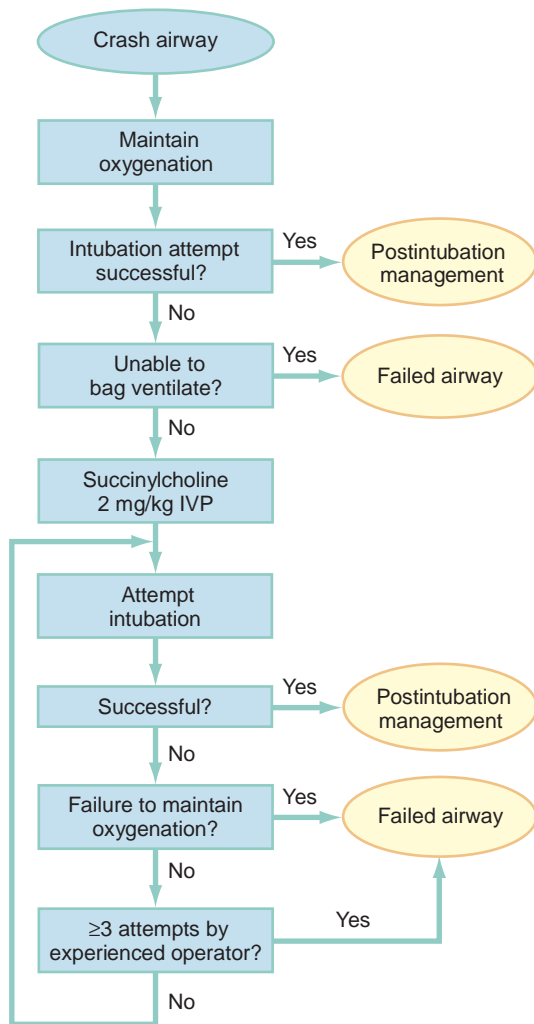 Crash airway
Maintain
oxygenation
Intubation attempt
successful?
Yes
Postintubation
management
No
Unable to
bag ventilate?
Yes
Failed airway
No
Succinylcholine
2 mg/kg IVP
Attempt
intubation
Successful?
Yes
Postintubation
management
No
Failure to maintain
oxygenation?
Yes
Failed airway
No
≥3 attempts by
experienced operator?
Yes
No